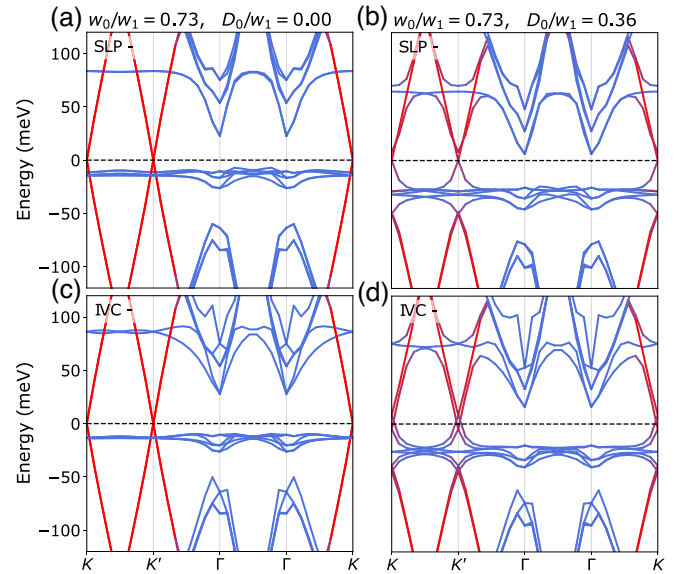 (a) w₀/w₁ = 0.73, D₀/w₁ = 0.00
(b) w₀/w₁ = 0.73, D₀/w₁ = 0.36
SLP -
SLP -
100
50
0
−50
−100
Energy (meV)
(c)
(d)
IVC -
IVC -
100
50
0
−50
−100
Energy (meV)
K K′ Γ Γ K
K K′ Γ Γ K